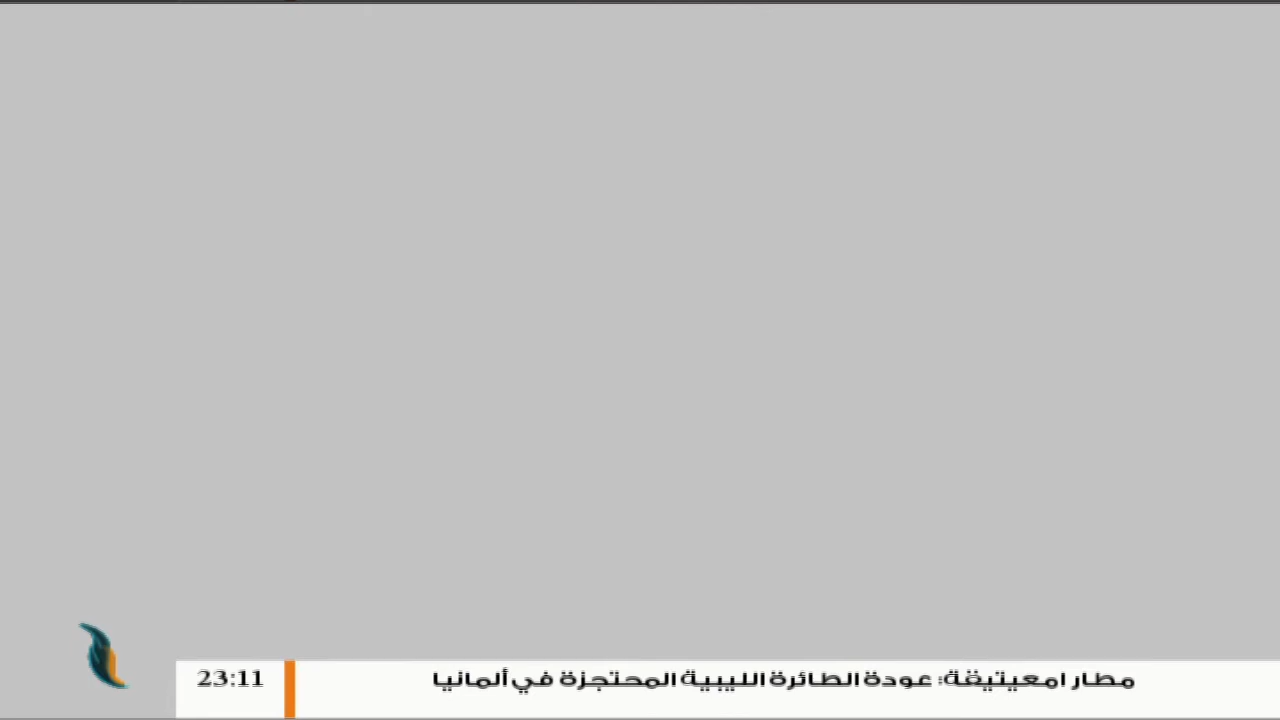 مطار امعيتيقة: عودة الطائرة الليبية المحتجزة في ألمانيا
23:11